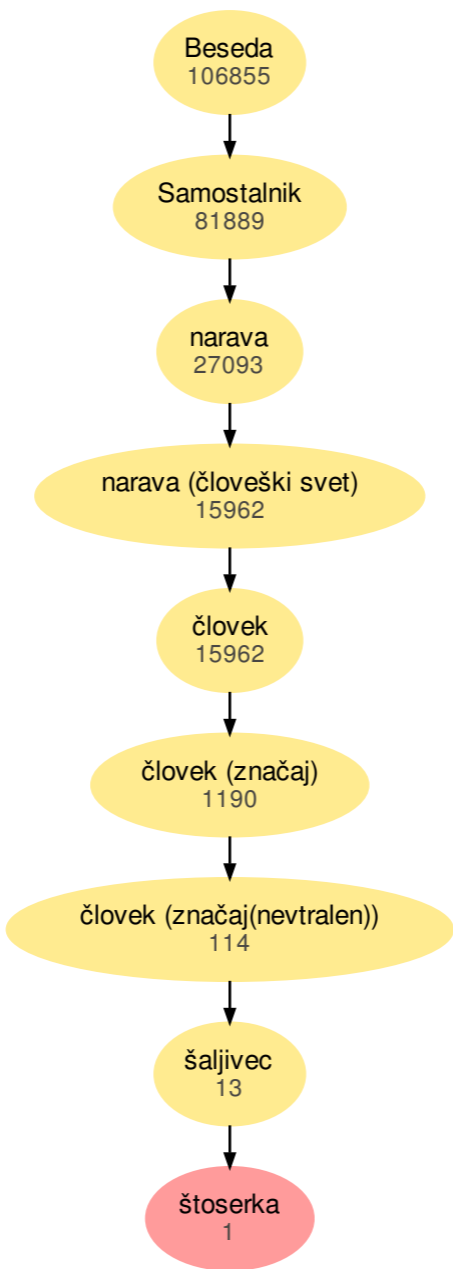 Beseda
106855
Samostalnik
81889
narava
27093
narava (človeški svet)
15962
človek
15962
človek (značaj)
1190
človek (značaj(nevtralen))
114
šaljivec
13
štoserka
1